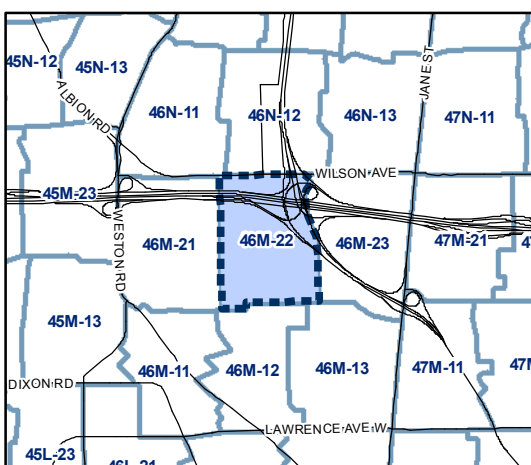 45N-12
45N-13
JANE ST
ALBION RD
46N-11
46N-12
46N-13
47N-11
WILSON AVE
45M-23
WESTON RD
46M-21
46M-22
46M-23
47M-21
45M-13
46M-11
46M-12
46M-13
47M-11
DIXON RD
LAWRENCE AVE W
45L-23
46L-21